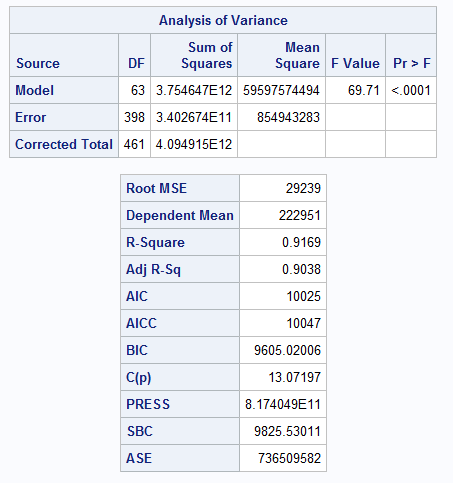 Analysis of Variance
Source DF Sum of Squares Mean Square F Value Pr > F
Model 63 3.754647E12 59597574494 69.71 <.0001
Error 398 3.402674E11 854943283
Corrected Total 461 4.094915E12
Root MSE 29239
Dependent Mean 222951
R-Square 0.9169
Adj R-Sq 0.9038
AIC 10025
AICC 10047
BIC 9605.02006
C(p) 13.07197
PRESS 8.174049E11
SBC 9825.53011
ASE 736509582